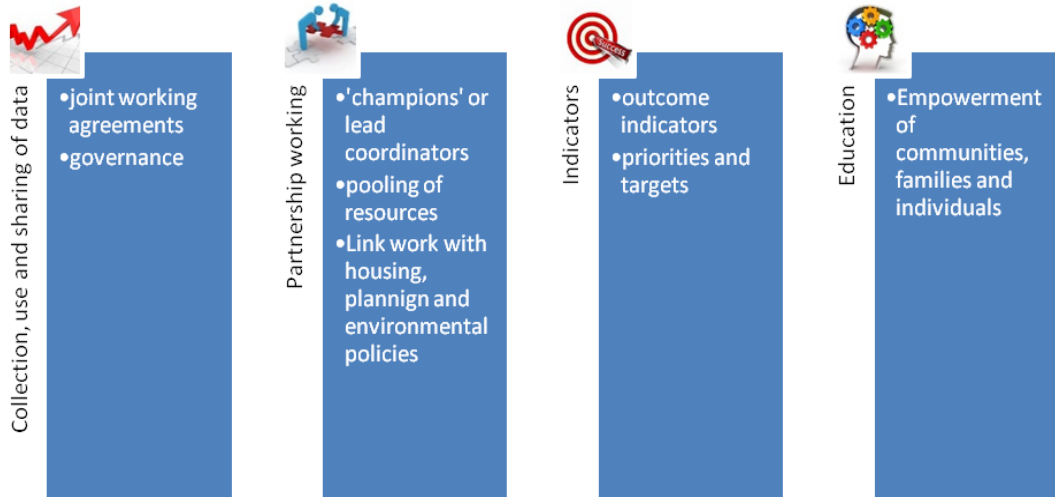 Collection, use and sharing of data
•joint working
agreements
•governance
Partnership working
•'champions' or
lead
coordinators
•pooling of
resources
•Link work with
housing,
plannign and
environmental
policies
success
Indicators
•outcome
indicators
•priorities and
targets
Education
•Empowerment
of
communities,
families and
individuals